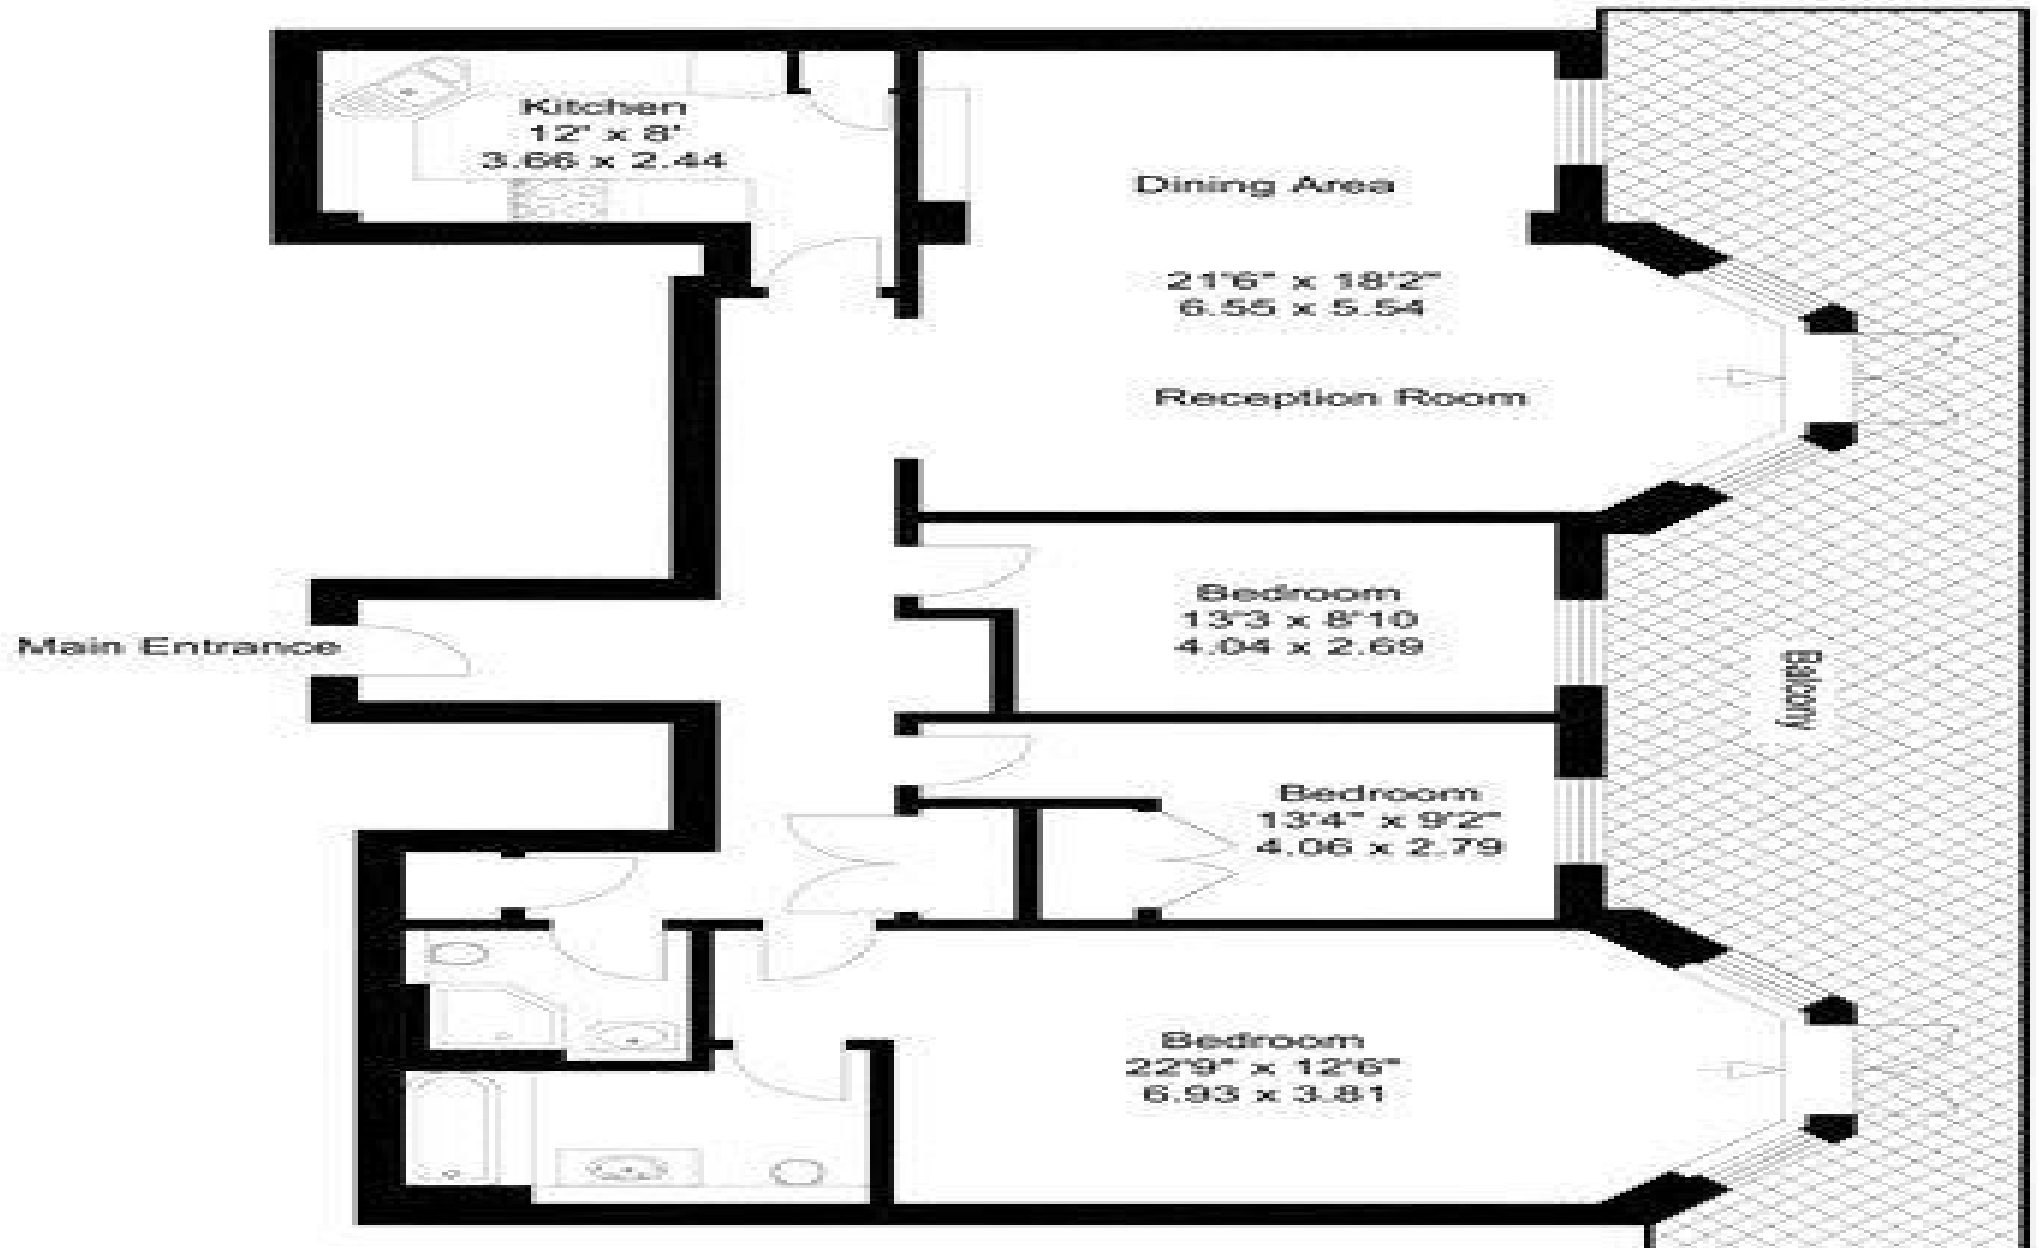 Kitchen
12' x 8'
3.66 x 2.44
Dining Area
21'6" x 18'2"
6.55 x 5.54
Reception Room
Main Entrance
Bedroom
13'3 x 8'10
4.04 x 2.69
Balcony
Bedroom
13'4" x 9'2"
4.06 x 2.79
Bedroom
22'9" x 12'6"
6.93 x 3.81